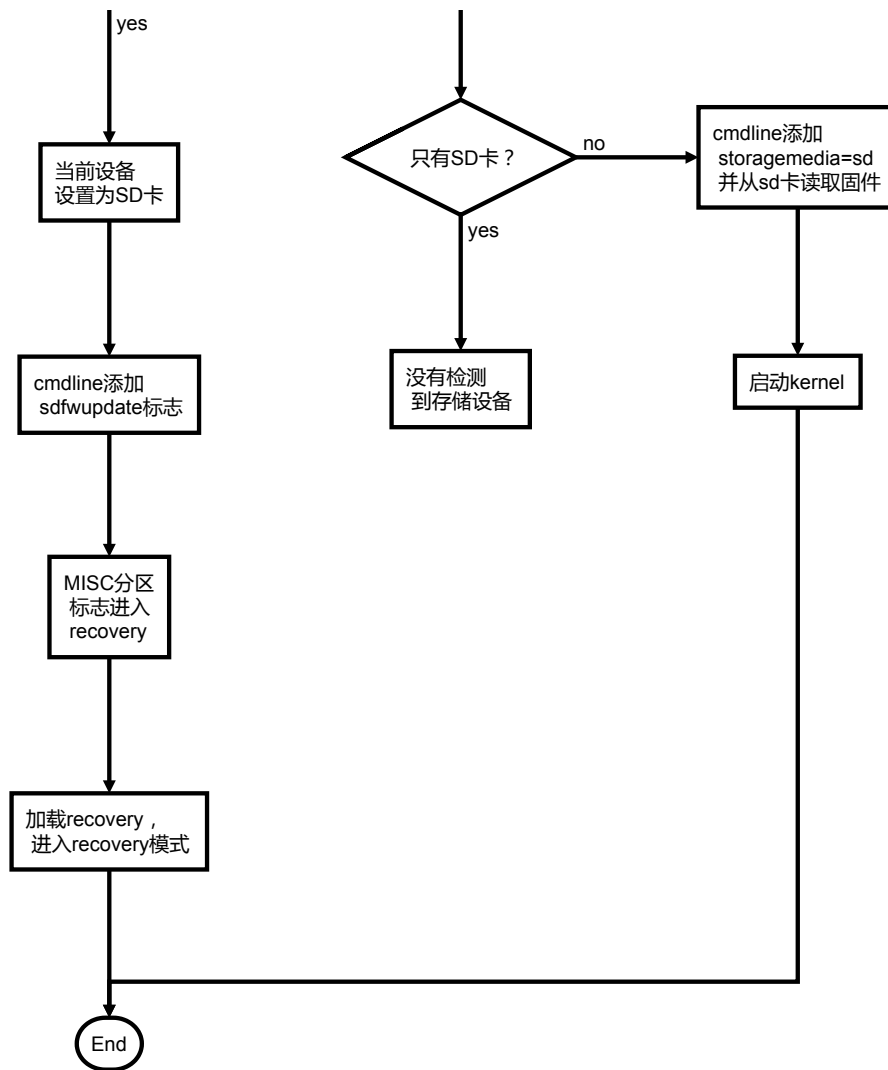 yes
当前设备
设置为SD卡
cmdline添加
sdfwupdate标志
MISC分区
标志进入
recovery
加载recovery，
进入recovery模式
End
只有SD卡？
no
yes
没有检测
到存储设备
cmdline添加
storagemedia=sd
并从sd卡读取固件
启动kernel